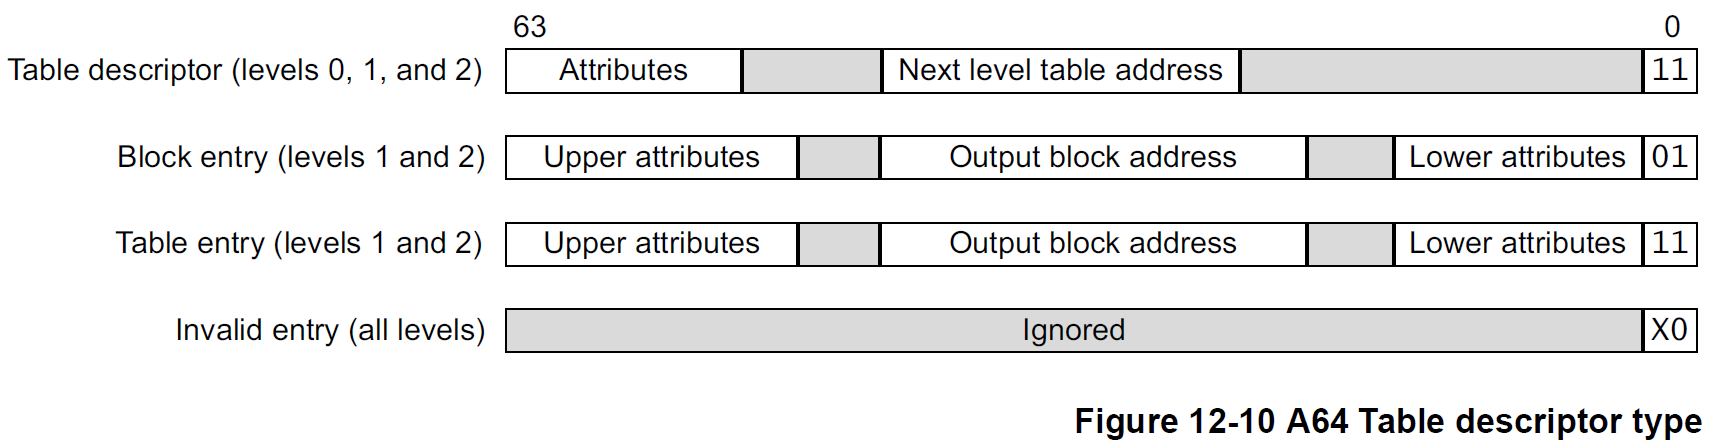 63 0
Table descriptor (levels 0, 1, and 2) Attributes Next level table address 11
Block entry (levels 1 and 2) Upper attributes Output block address Lower attributes 01
Table entry (levels 1 and 2) Upper attributes Output block address Lower attributes 11
Invalid entry (all levels) Ignored X0
Figure 12-10 A64 Table descriptor type